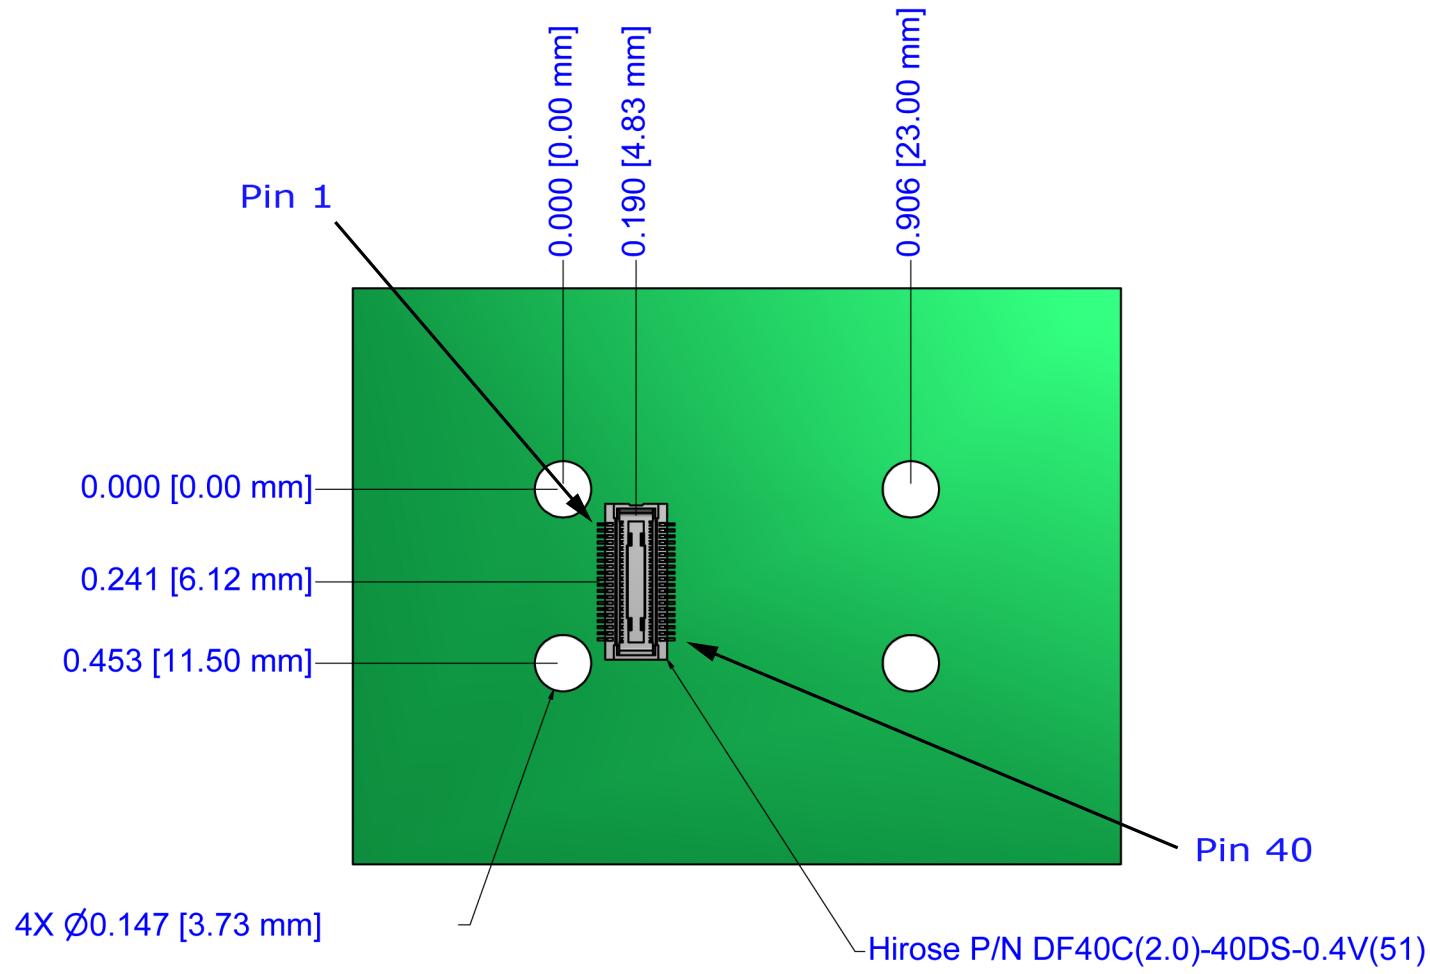 0.000 [0.00 mm]
0.190 [4.83 mm]
0.906 [23.00 mm]
Pin 1
0.000 [0.00 mm]
0.241 [6.12 mm]
0.453 [11.50 mm]
Pin 40
4X Ø0.147 [3.73 mm]
Hirose P/N DF40C(2.0)-40DS-0.4V(51)